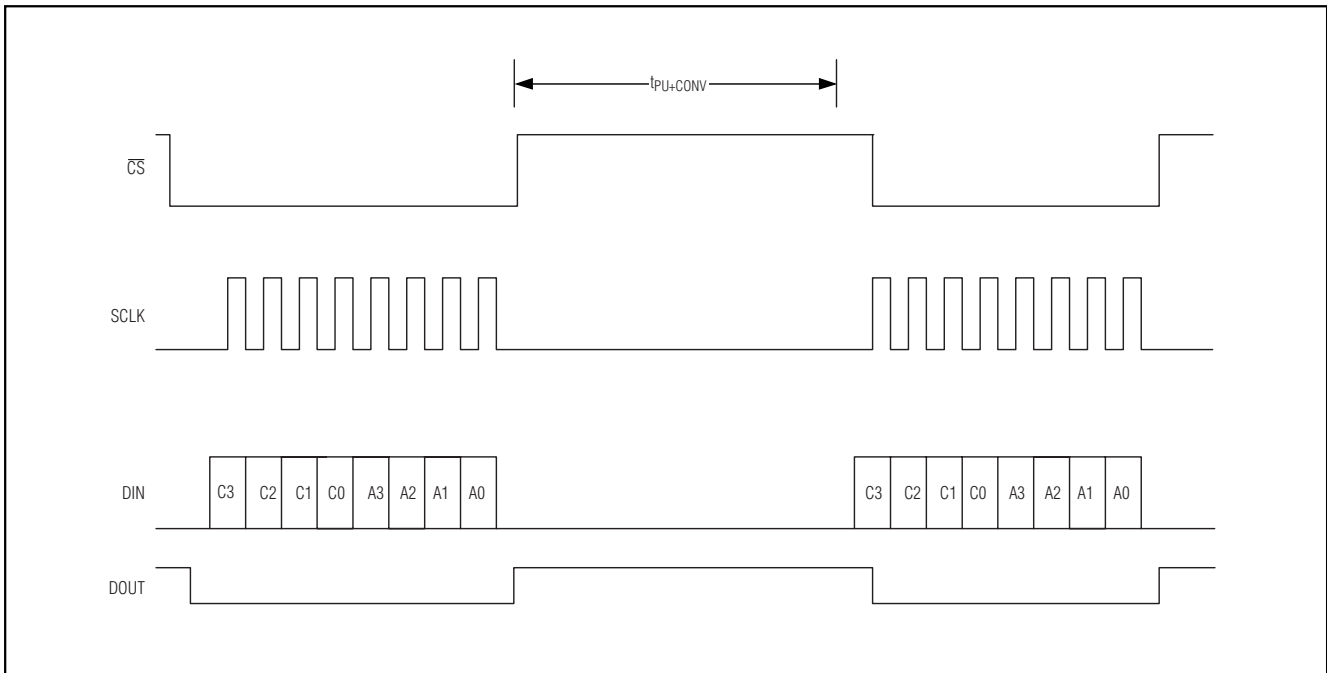 tPU+CONV
CS
SCLK
DIN
C3 C2 C1 C0 A3 A2 A1 A0
C3 C2 C1 C0 A3 A2 A1 A0
DOUT